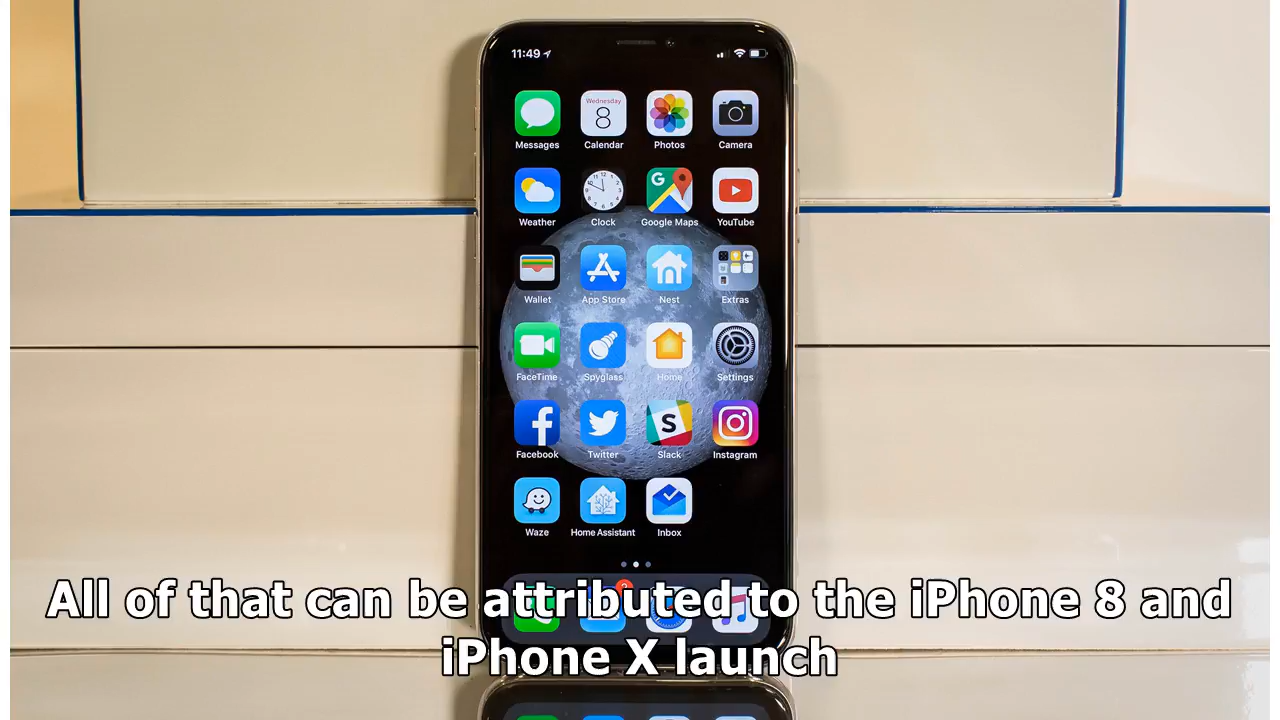 11:49
Wednesday
8
Messages Calendar Photos Camera
G
Weather Clock Google Maps YouTube
Wallet App Store Nest Extras
FaceTime Spyglass Home Settings
S
Facebook Twitter Slack Instagram
Waze Home Assistant Inbox
All of that can be attributed to the iPhone 8 and
iPhone X launch